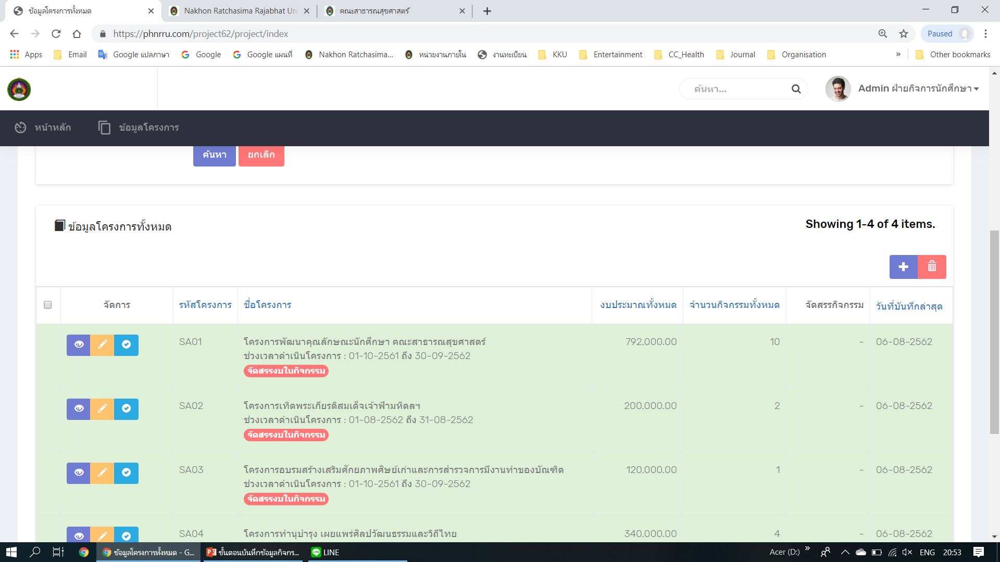 ข้อมูลโครงการทั้งหมด
Nakhon Ratchasima Rajabhat Un
คณะสาธารณสุขศาสตร์
https://phnrru.com/project62/project/index
Paused
Apps
Email
Google แปลภาษา
Google
Google แผนที่
Nakhon Ratchasima...
หน่วยงานภายใน
งานทะเบียน
KKU
Entertainment
CC_Health
Journal
Organisation
»
Other bookmarks
ค้นหา...
Admin ฝ่ายกิจการนักศึกษา
หน้าหลัก
ข้อมูลโครงการ
ค้นหา
ยกเลิก
ข้อมูลโครงการทั้งหมด
Showing 1-4 of 4 items.
จัดการ รหัสโครงการ ชื่อโครงการ งบประมาณทั้งหมด จำนวนกิจกรรมทั้งหมด จัดสรรกิจกรรม วันที่บันทึกล่าสุด
SA01 โครงการพัฒนาคุณลักษณะนักศึกษา คณะสาธารณสุขศาสตร์ 792,000.00 10 - 06-08-2562
ช่วงเวลาดำเนินโครงการ : 01-10-2561 ถึง 30-09-2562
จัดสรรงบในกิจกรรม
SA02 โครงการเทิดพระเกียรติสมเด็จเจ้าฟ้ามหิดลฯ 200,000.00 2 - 06-08-2562
ช่วงเวลาดำเนินโครงการ : 01-08-2562 ถึง 31-08-2562
จัดสรรงบในกิจกรรม
SA03 โครงการอบรมสร้างเสริมศักยภาพศิษย์เก่าและการสำรวจการมีงานทำของบัณฑิต 120,000.00 1 - 06-08-2562
ช่วงเวลาดำเนินโครงการ : 01-10-2561 ถึง 30-09-2562
จัดสรรงบในกิจกรรม
SA04 โครงการทำนุบำรุง เผยแพร่ศิลปวัฒนธรรมและวิถีไทย 340,000.00 4 - 06-08-2562
ข้อมูลโครงการทั้งหมด - G...
ขั้นตอนบันทึกข้อมูลกิจกร...
LINE
Acer (D:)
»
ENG
20:53